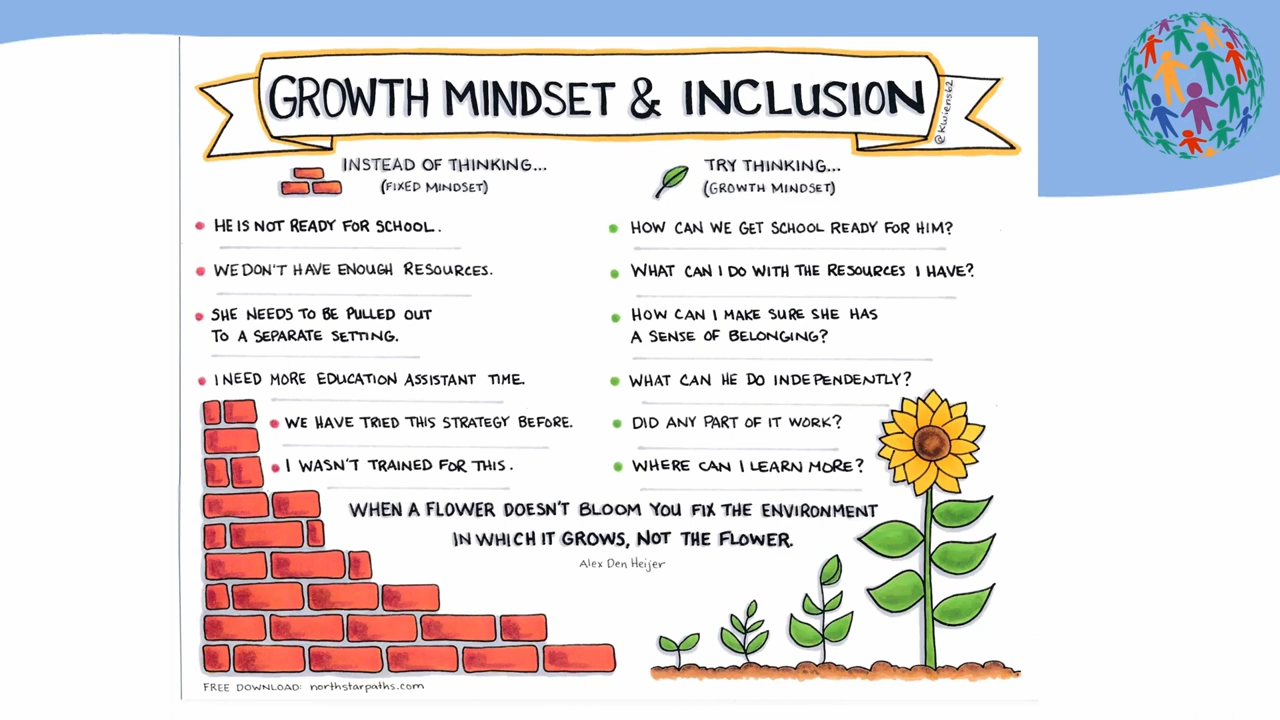 GROWTH MINDSET & INCLUSION
@kwiens62
INSTEAD OF THINKING...
(FIXED MINDSET)
TRY THINKING...
(GROWTH MINDSET)
HE IS NOT READY FOR SCHOOL.
HOW CAN WE GET SCHOOL READY FOR HIM?
WE DON'T HAVE ENOUGH RESOURCES.
WHAT CAN I DO WITH THE RESOURCES I HAVE?
SHE NEEDS TO BE PULLED OUT
TO A SEPARATE SETTING.
HOW CAN I MAKE SURE SHE HAS
A SENSE OF BELONGING?
I NEED MORE EDUCATION ASSISTANT TIME.
WHAT CAN HE DO INDEPENDENTLY?
WE HAVE TRIED THIS STRATEGY BEFORE.
DID ANY PART OF IT WORK?
I WASN'T TRAINED FOR THIS.
WHERE CAN I LEARN MORE?
WHEN A FLOWER DOESN'T BLOOM YOU FIX THE ENVIRONMENT
IN WHICH IT GROWS, NOT THE FLOWER.
Alex Den Heijer
FREE DOWNLOAD: northstarpaths.com